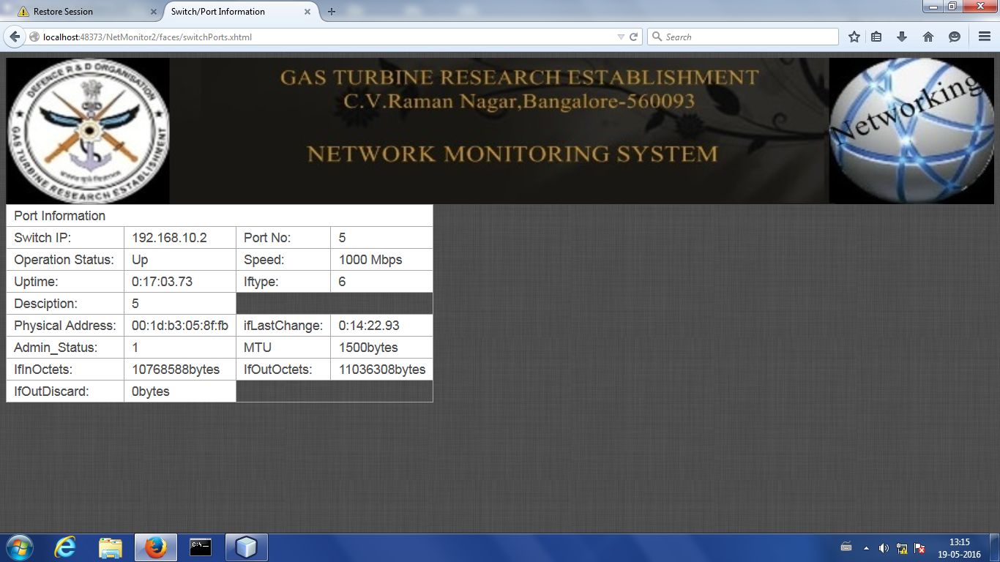 Restore Session
Switch/Port Information
localhost:48373/NetMonitor2/faces/switchPorts.xhtml
Search
DEFENCE R & D ORGANISATION
GAS TURBINE RESEARCH ESTABLISHMENT
GAS TURBINE RESEARCH ESTABLISHMENT
C.V.Raman Nagar,Bangalore-560093
NETWORK MONITORING SYSTEM
Networking
Port Information
Switch IP: 192.168.10.2 Port No: 5
Operation Status: Up Speed: 1000 Mbps
Uptime: 0:17:03.73 Iftype: 6
Desciption: 5
Physical Address: 00:1d:b3:05:8f:fb ifLastChange: 0:14:22.93
Admin_Status: 1 MTU 1500bytes
IfInOctets: 10768588bytes IfOutOctets: 11036308bytes
IfOutDiscard: 0bytes
C:\
13:15
19-05-2016